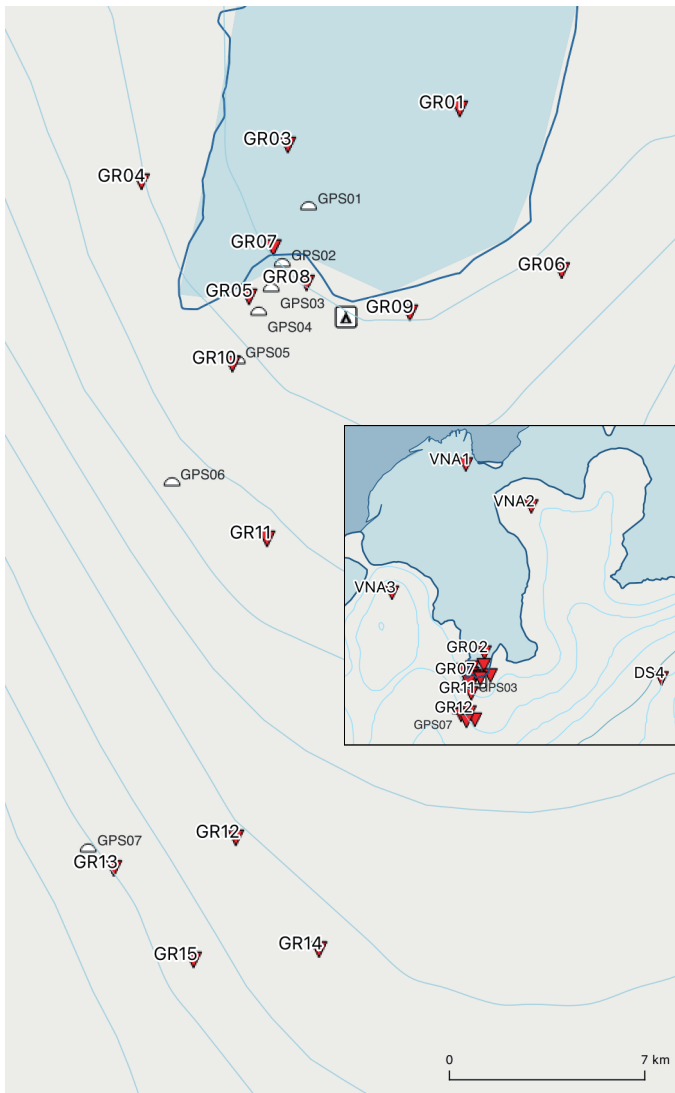 GR01
GR03
GR04
GPS01
GR07
GPS02
GR06
GR08
GR05
GPS03
GR09
GPS04
GPS05
GR10
VNA1
GPS06
VNA2
GR11
VNA3
GR02
GR07
DS4
GR11
GPS03
GR12
GPS07
GR12
GPS07
GR13
GR14
GR15
0 7 km